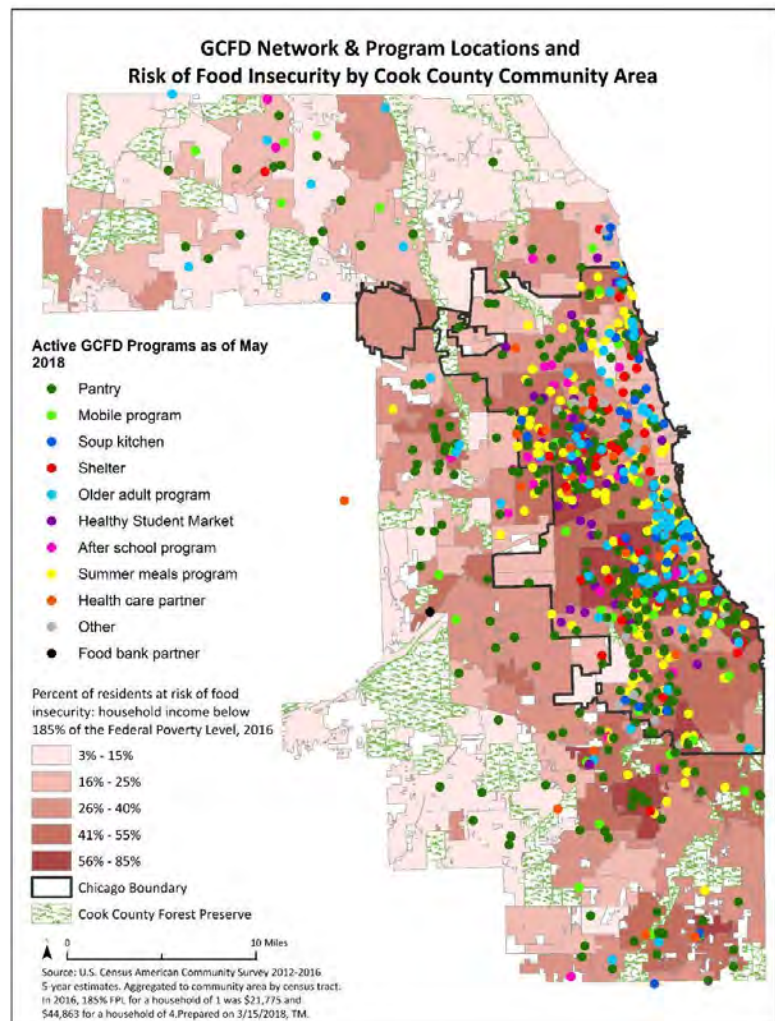 GCFD Network & Program Locations and
Risk of Food Insecurity by Cook County Community Area
Active GCFD Programs as of May
2018
Pantry
Mobile program
Soup kitchen
Shelter
Older adult program
Healthy Student Market
After school program
Summer meals program
Health care partner
Other
Food bank partner
Percent of residents at risk of food
insecurity: household income below
185% of the Federal Poverty Level, 2016
3% - 15%
16% - 25%
26% - 40%
41% - 55%
56% - 85%
Chicago Boundary
Cook County Forest Preserve
0 10 Miles
Source: U.S. Census American Community Survey 2012-2016
5-year estimates. Aggregated to community area by census tract.
In 2016, 185% FPL for a household of 1 was $21,775 and
$44,863 for a household of 4.Prepared on 3/15/2018, TM.